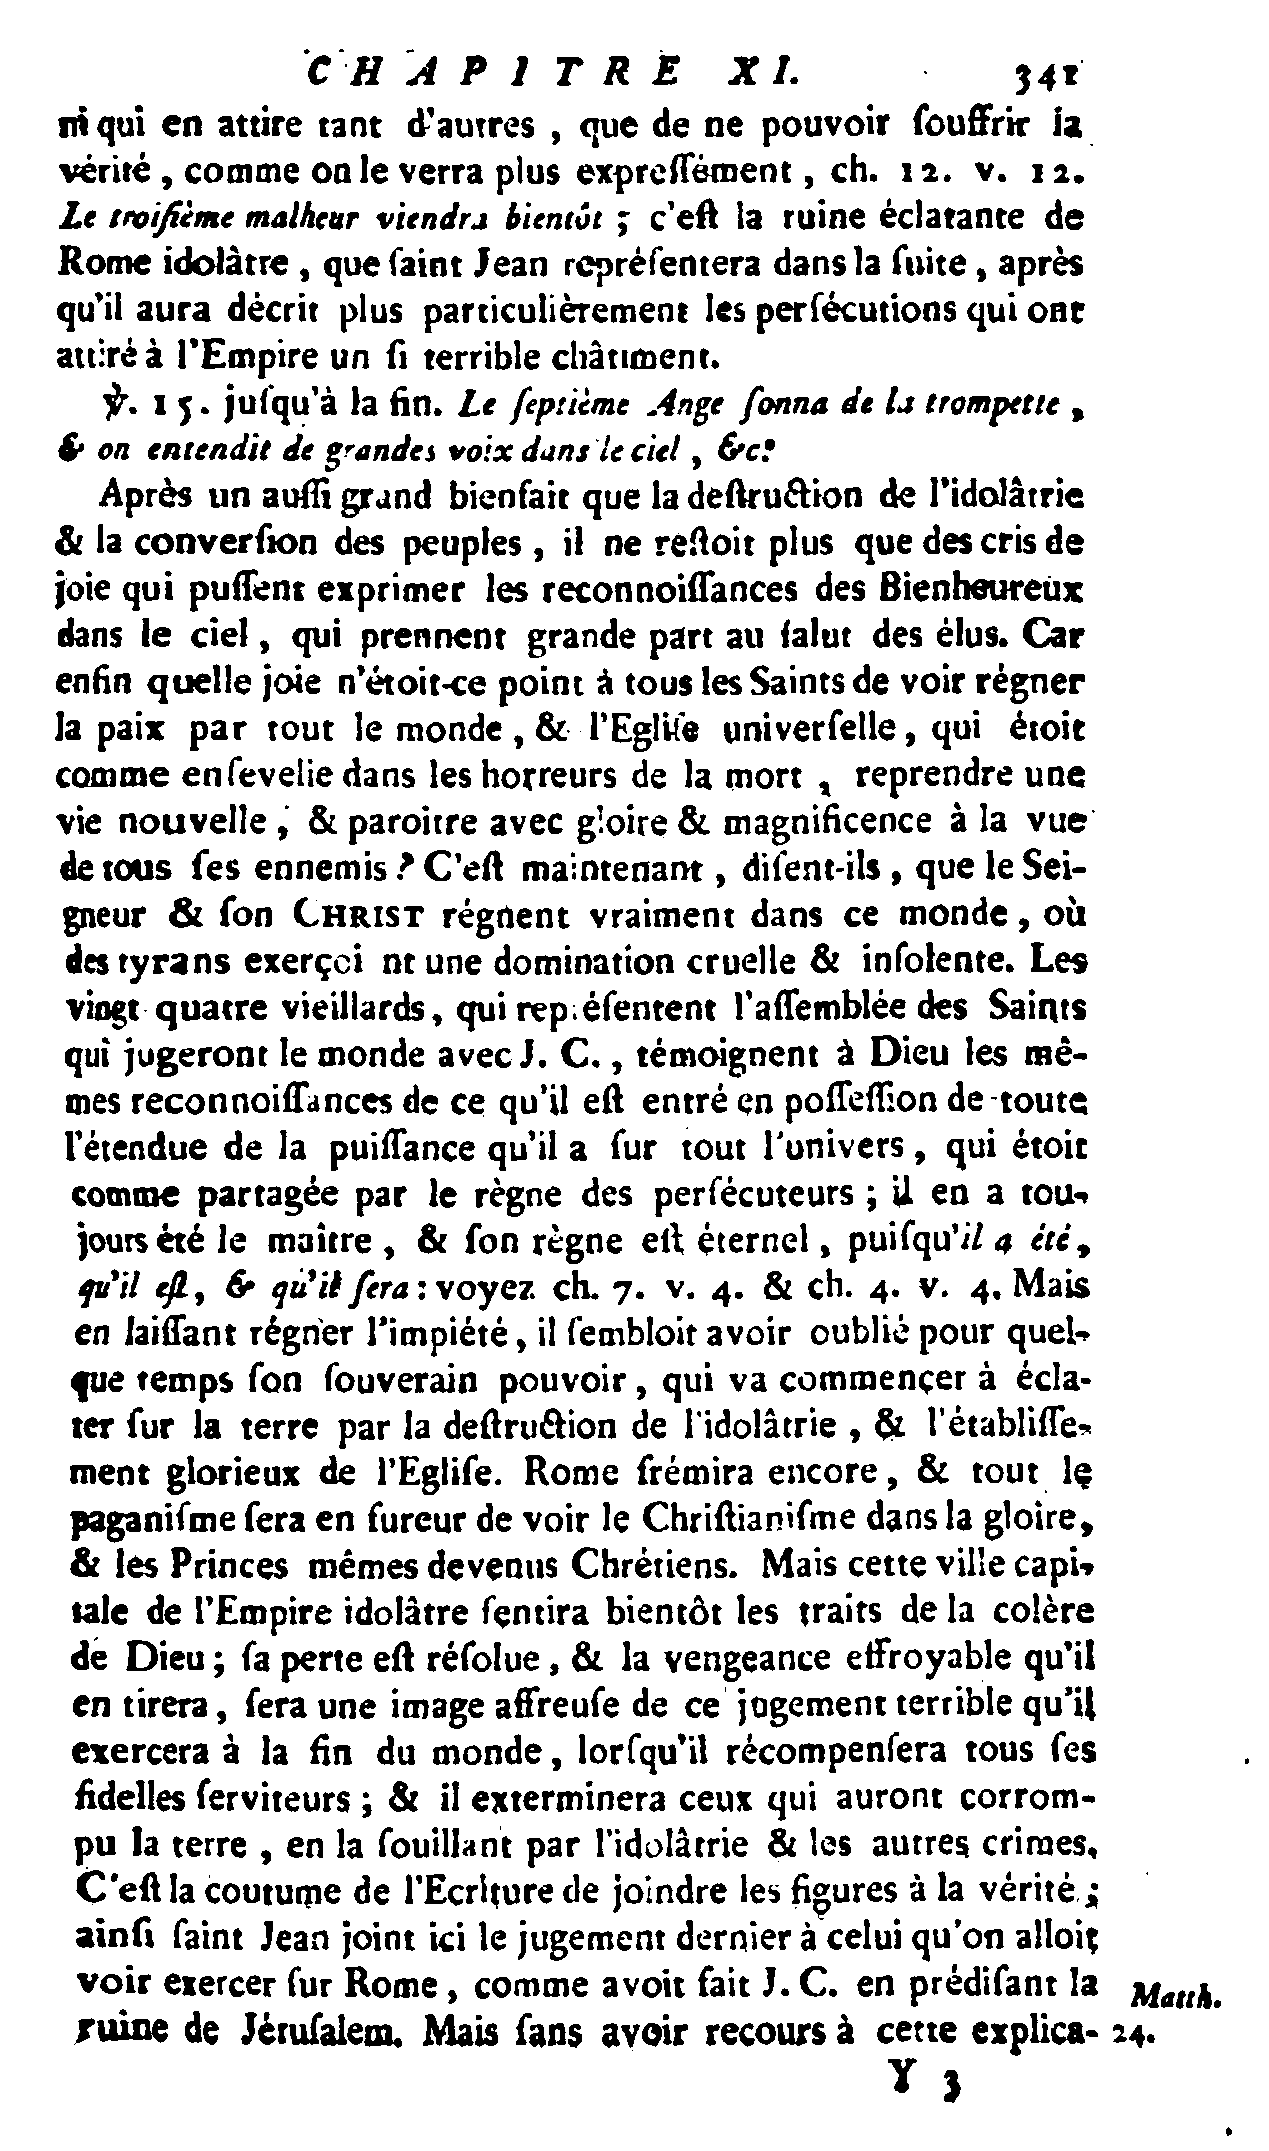 CHAPITRE XI. 341
ni qui en attire tant d'autres , que de ne pouvoir ſouffrir la
vérité , comme on le verra plus expreſſément , ch. 12. v. 12.
Le troiſième malheur viendra bientôt ; c'eſt la ruine éclatante de
Rome idolâtre , que ſaint Jean repréſentera dans la ſuite , après
qu'il aura décrit plus particulièrement les perſécutions qui ont
attiré à l'Empire un ſi terrible châtiment.
℣. 15. juſqu'à la fin. Le ſeptième Ange ſonna de la trompette ,
& on entendit de grandes voix dans le ciel , &c.
Après un auſſi grand bienfait que la deſtruction de l'idolâtrie
& la converſion des peuples , il ne reſtoit plus que des cris de
joie qui puſſent exprimer les reconnoiſſances des Bienheureux
dans le ciel , qui prennent grande part au ſalut des élus. Car
enfin quelle joie n'étoit-ce point à tous les Saints de voir régner
la paix par tout le monde , & l'Egliſe univerſelle , qui étoit
comme enſevelie dans les horreurs de la mort , reprendre une
vie nouvelle , & paroitre avec gloire & magnificence à la vue
de tous ſes ennemis ? C'eſt maintenant , diſent-ils , que le Sei-
gneur & ſon CHRIST régnent vraiment dans ce monde , où
des tyrans exerçoi nt une domination cruelle & inſolente. Les
vingt quatre vieillards , qui repréſentent l'aſſemblée des Saints
qui jugeront le monde avec J. C. , témoignent à Dieu les mê-
mes reconnoiſſances de ce qu'il eſt entré en poſſeſſion de toute
l'étendue de la puiſſance qu'il a ſur tout l'univers , qui étoit
comme partagée par le règne des perſécuteurs ; il en a tou-
jours été le maître , & ſon règne eſt éternel , puiſqu'il a été ,
qu'il eſt , & qu'il ſera : voyez ch. 7. v. 4. & ch. 4. v. 4. Mais
en laiſſant régner l'impiété , il ſembloit avoir oublié pour quel-
que temps ſon ſouverain pouvoir , qui va commençer à écla-
ter ſur la terre par la deſtruction de l'idolâtrie , & l'établiſſe-
ment glorieux de l'Egliſe. Rome frémira encore , & tout le
paganiſme ſera en fureur de voir le Chriſtianiſme dans la gloire ,
& les Princes mêmes devenus Chrétiens. Mais cette ville capi-
tale de l'Empire idolâtre ſentira bientôt les traits de la colère
de Dieu ; ſa perte eſt réſolue , & la vengeance effroyable qu'il
en tirera , ſera une image affreuſe de ce jugement terrible qu'il
exercera à la fin du monde , lorſqu'il récompenſera tous ſes
fidelles ſerviteurs ; & il exterminera ceux qui auront corrom-
pu la terre , en la ſouillant par l'idolâtrie & les autres crimes.
C'eſt la coutume de l'Ecriture de joindre les figures à la vérité ;
ainſi ſaint Jean joint ici le jugement dernier à celui qu'on alloit
voir exercer ſur Rome , comme avoit fait J. C. en prédiſant la Matth.
ruine de Jéruſalem. Mais ſans avoir recours à cette explica- 24.
Y 3